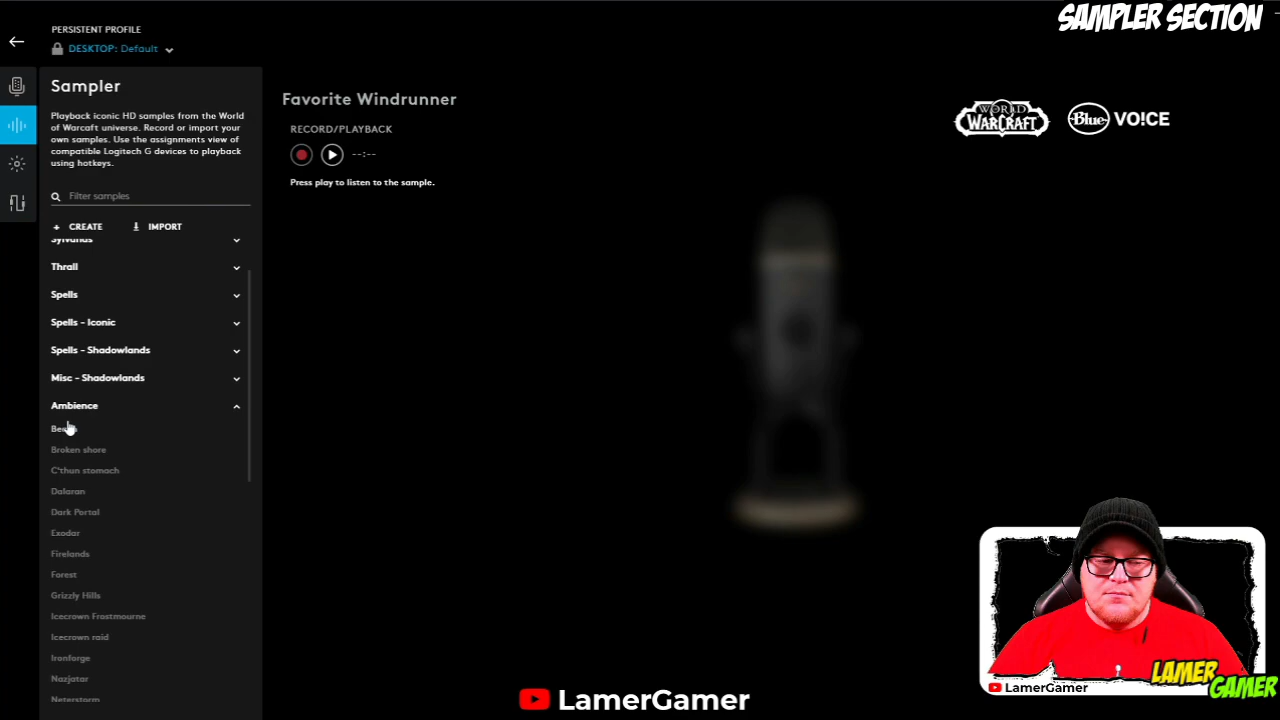 SAMPLER SECTION
PERSISTENT PROFILE
DESKTOP: Default
Sampler
Playback iconic HD samples from the World
of Warcaft universe. Record or import your
own samples. Use the assignments view of
compatible Logitech G devices to playback
using hotkeys.
Filter samples
+ CREATE
IMPORT
Sylvanas
Thrall
Spells
Spells - Iconic
Spells - Shadowlands
Misc - Shadowlands
Ambience
Broken shore
C'thun stomach
Dalaran
Dark Portal
Exodar
Firelands
Forest
Grizzly Hills
Icecrown Frostmourne
Icecrown raid
Ironforge
Nazjatar
Neterstorm
Favorite Windrunner
RECORD/PLAYBACK
--:--
Press play to listen to the sample.
WORLD
WARCRAFT
Blue VO!CE
LamerGamer
LAMER
GAMER
LamerGamer